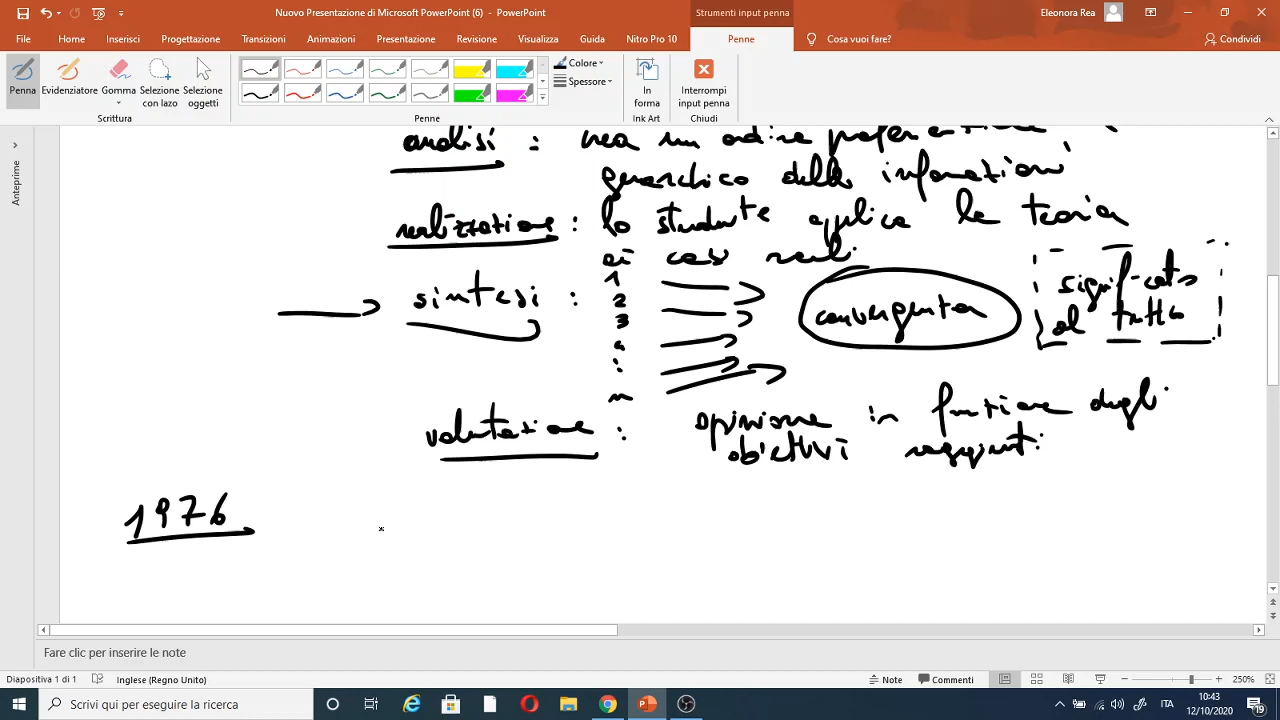 Nuovo Presentazione di Microsoft PowerPoint (6) - PowerPoint
Strumenti input penna
Eleonora Rea
File Home Inserisci Progettazione Transizioni Animazioni Presentazione Revisione Visualizza Guida Nitro Pro 10 Penne Cosa vuoi fare? Condividi
Penna Evidenziatore Gomma Selezione con lazo Selezione oggetti
Colore
Spessore
In forma
Interrompi input penna
Scrittura Penne Ink Art Chiudi
Anteprime
analisi : crea un ordine
gerarchico delle informazioni
realizzazione : lo studente applica la teoria
ai casi reali
sintesi :
1
2
3
4
:
n
convergenza
significato
al tutto
valutazione : opinione in funzione degli
obiettivi raggiunti
1976
Fare clic per inserire le note
Diapositiva 1 di 1 Inglese (Regno Unito) Note Commenti 250%
Scrivi qui per eseguire la ricerca
ITA
10:43
12/10/2020
19